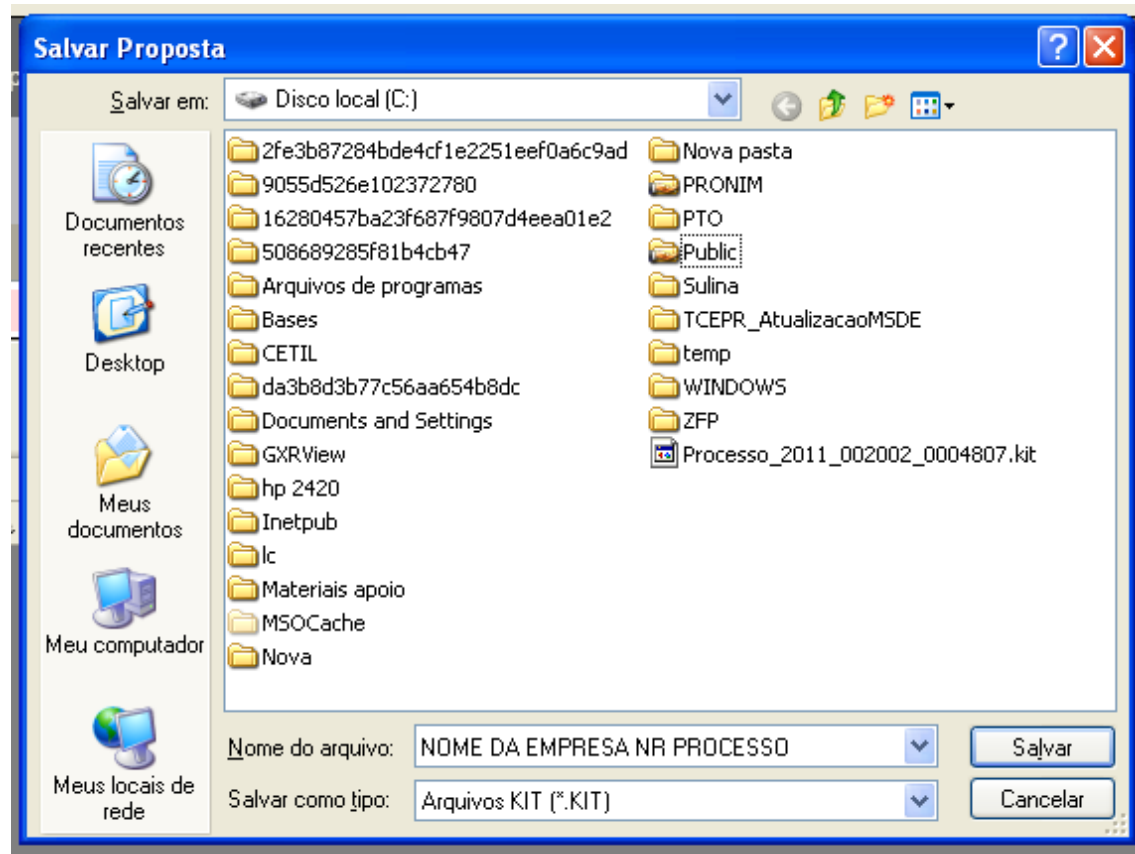 Salvar Proposta
Salvar em:
Disco local (C:)
Documentos
recentes
Desktop
Meus
documentos
Meu computador
Meus locais de
rede
2fe3b87284bde4cf1e2251eef0a6c9ad
9055d526e102372780
16280457ba23f687f9807d4eea01e2
508689285f81b4cb47
Arquivos de programas
Bases
CETIL
da3b8d3b77c56aa654b8dc
Documents and Settings
GXRView
hp 2420
Inetpub
lc
Materiais apoio
MSOCache
Nova
Nova pasta
PRONIM
PTO
Public
Sulina
TCEPR_AtualizacaoMSDE
temp
WINDOWS
ZFP
Processo_2011_002002_0004807.kit
Nome do arquivo:
NOME DA EMPRESA NR PROCESSO
Salvar
Salvar como tipo:
Arquivos KIT (*.KIT)
Cancelar